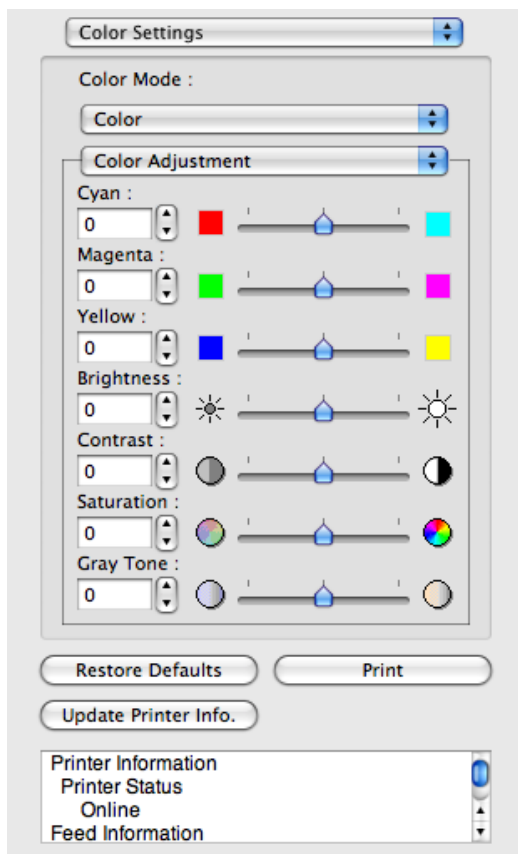 Color Settings
Color Mode :
Color
Color Adjustment
Cyan :
0
Magenta :
0
Yellow :
0
Brightness :
0
Contrast :
0
Saturation :
0
Gray Tone :
0
Restore Defaults
Print
Update Printer Info.
Printer Information
Printer Status
Online
Feed Information